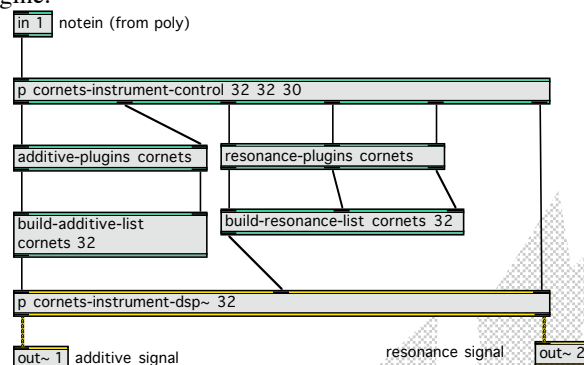 in 1 notein (from poly)
p cornets-instrument-control 32 32 30
additive-plugins cornets
resonance-plugins cornets
build-additive-list
cornets 32
build-resonance-list cornets 32
p cornets-instrument-dsp~ 32
out~ 1 additive signal
resonance signal out~ 2